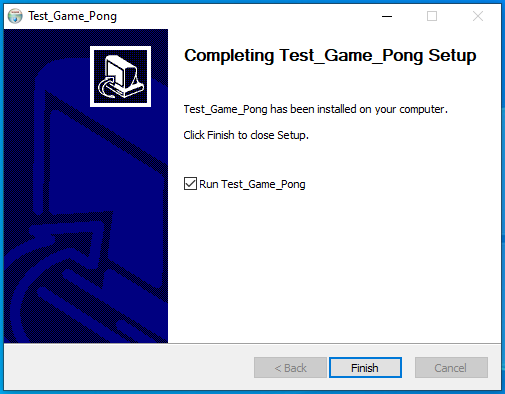 Test_Game_Pong
Completing Test_Game_Pong Setup
Test_Game_Pong has been installed on your computer.
Click Finish to close Setup.
Run Test_Game_Pong
< Back
Finish
Cancel